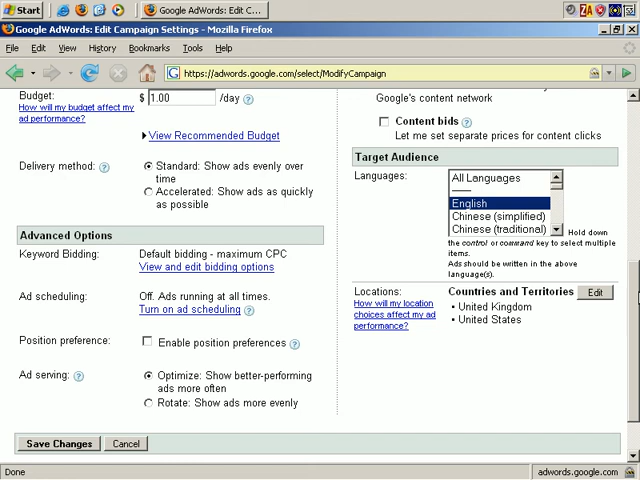 Start
Google AdWords: Edit C...
Google AdWords: Edit Campaign Settings - Mozilla Firefox
File Edit View History Bookmarks Tools Help
https://adwords.google.com/select/ModifyCampaign
Budget: $ 1.00 /day ?
How will my budget affect my
ad performance?
View Recommended Budget
Delivery method: ? Standard: Show ads evenly over
time
Accelerated: Show ads as quickly
as possible
Advanced Options
Keyword Bidding: Default bidding - maximum CPC
View and edit bidding options
Ad scheduling: Off. Ads running at all times.
Turn on ad scheduling ?
Position preference: Enable position preferences ?
Ad serving: ? Optimize: Show better-performing
ads more often
Rotate: Show ads more evenly
Google's content network
Content bids ?
Let me set separate prices for content clicks
Target Audience
Languages: All Languages
-----
English
Chinese (simplified)
Chinese (traditional)
Hold down
the control or command key to select multiple
items.
Ads should be written in the above
language(s).
Locations: Countries and Territories Edit
How will my location
choices affect my ad
performance?
• United Kingdom
• United States
Save Changes Cancel
Done adwords.google.com